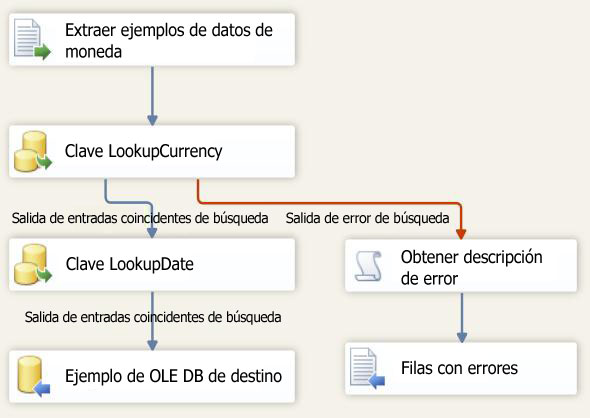 Extraer ejemplos de datos de
moneda
Clave LookupCurrency
Salida de entradas coincidentes de búsqueda
Salida de error de búsqueda
Clave LookupDate
Obtener descripción
de error
Salida de entradas coincidentes de búsqueda
Ejemplo de OLE DB de destino
Filas con errores